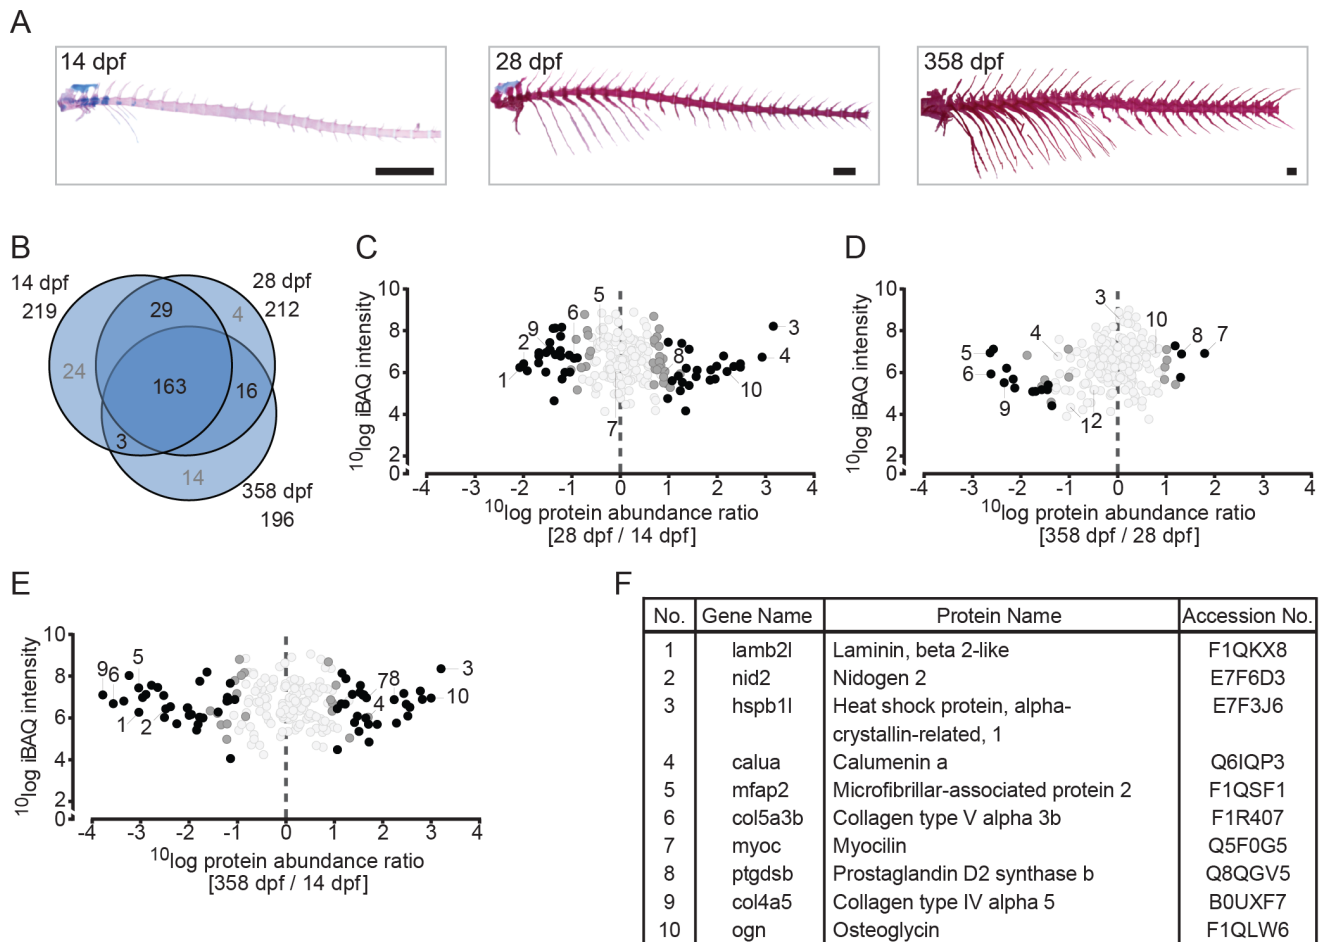 A
14 dpf
28 dpf
358 dpf
B
14 dpf
219
28 dpf
212
29
4
24
163
16
3
14
358 dpf
196
C
10log iBAQ intensity
10
8
6
4
2
0
5
6
9
2
1
8
3
4
10
7
-4 -3 -2 -1 0 1 2 3 4
10log protein abundance ratio
[28 dpf / 14 dpf]
D
10log iBAQ intensity
10
8
6
4
2
0
3
4
10
8
7
5
6
9
12
-4 -3 -2 -1 0 1 2 3 4
10log protein abundance ratio
[358 dpf / 28 dpf]
E
10log iBAQ intensity
10
8
6
4
2
0
9 6 5
1 2
3
78
4
10
-4 -3 -2 -1 0 1 2 3 4
10log protein abundance ratio
[358 dpf / 14 dpf]
F
No. Gene Name Protein Name Accession No.
1 lamb2l Laminin, beta 2-like F1QKX8
2 nid2 Nidogen 2 E7F6D3
3 hspb1l Heat shock protein, alpha- E7F3J6
crystallin-related, 1
4 calua Calumenin a Q6IQP3
5 mfap2 Microfibrillar-associated protein 2 F1QSF1
6 col5a3b Collagen type V alpha 3b F1R407
7 myoc Myocilin Q5F0G5
8 ptgdsb Prostaglandin D2 synthase b Q8QGV5
9 col4a5 Collagen type IV alpha 5 B0UXF7
10 ogn Osteoglycin F1QLW6